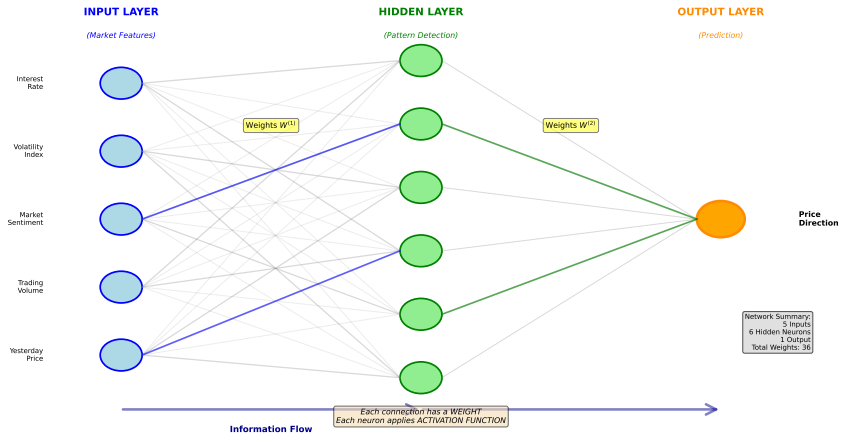 INPUT LAYER
(Market Features)
HIDDEN LAYER
(Pattern Detection)
OUTPUT LAYER
(Prediction)
Interest
Rate
Volatility
Index
Market
Sentiment
Trading
Volume
Yesterday
Price
Weights W⁽¹⁾
Weights W⁽²⁾
Price
Direction
Network Summary:
5 Inputs
6 Hidden Neurons
1 Output
Total Weights: 36
Each connection has a WEIGHT
Each neuron applies ACTIVATION FUNCTION
Information Flow